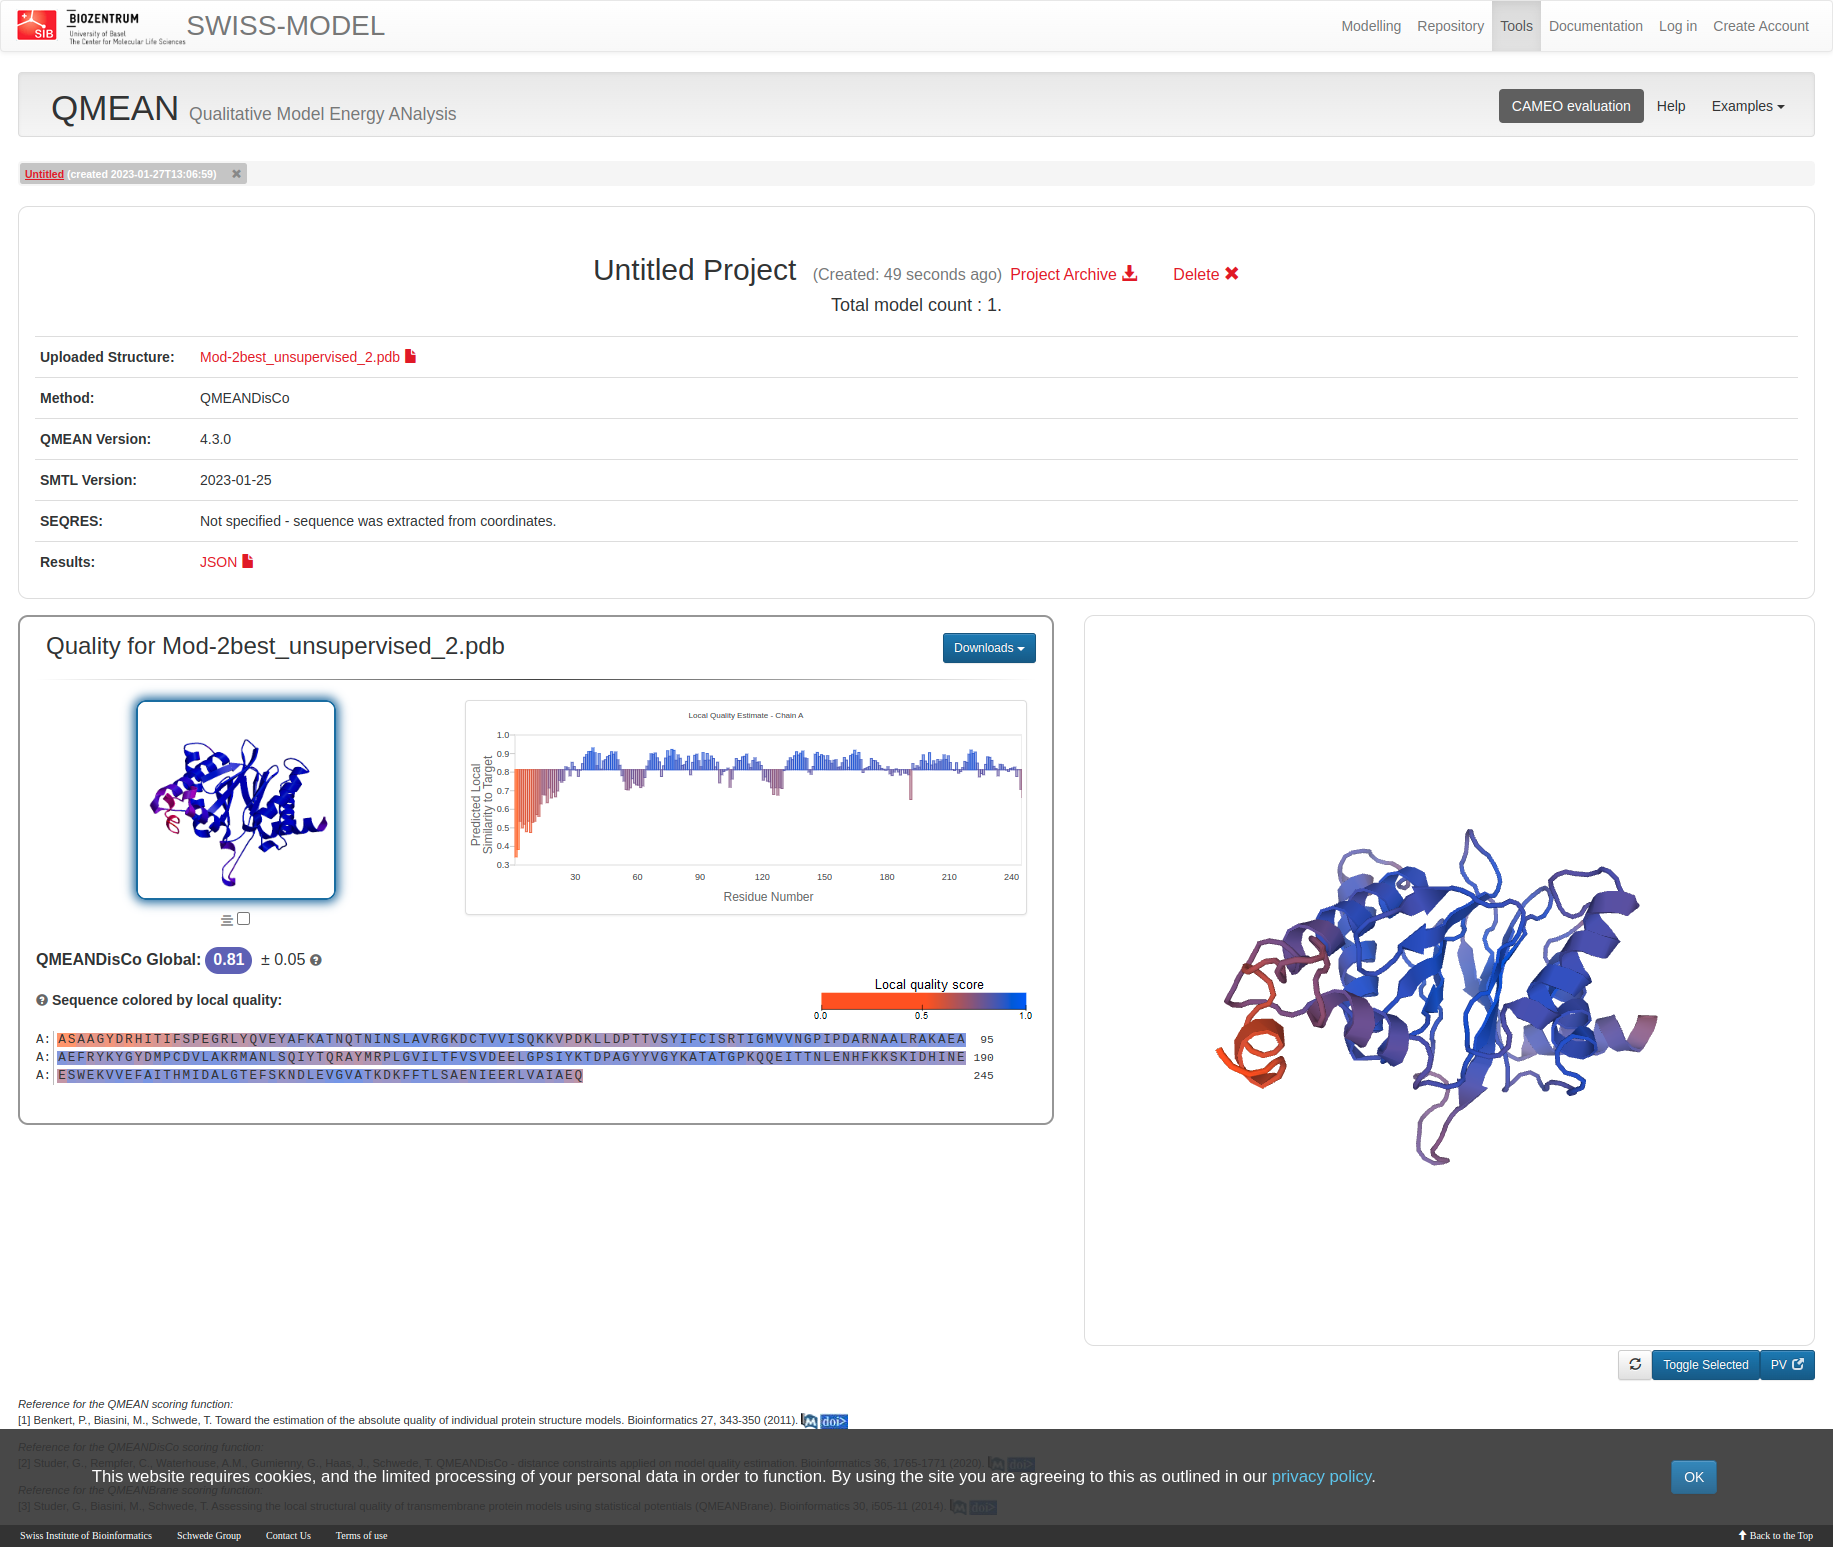 SIB
BIOZENTRUM
University of Basel
The Center for Molecular Life Sciences
SWISS-MODEL
Modelling Repository Tools Documentation Log in Create Account
QMEAN Qualitative Model Energy ANalysis
CAMEO evaluation Help Examples
Untitled (created 2023-01-27T13:06:59)
Untitled Project (Created: 49 seconds ago) Project Archive Delete
Total model count : 1.
Uploaded Structure: Mod-2best_unsupervised_2.pdb
Method: QMEANDisCo
QMEAN Version: 4.3.0
SMTL Version: 2023-01-25
SEQRES: Not specified - sequence was extracted from coordinates.
Results: JSON
Quality for Mod-2best_unsupervised_2.pdb
Downloads
Local Quality Estimate - Chain A
Predicted Local
Similarity to Target
1.0
0.9
0.8
0.7
0.6
0.5
0.4
0.3
30 60 90 120 150 180 210 240
Residue Number
QMEANDisCo Global: 0.81 ± 0.05
Sequence colored by local quality:
Local quality score
0.0 0.5 1.0
A: ASAAGYDRHITIFSPEGRLYQVEYAFKATNQTNINSLAVRGKDCTVVISQKKVPDKLLDPTTVSYIFCISRTIGMVVNGPIPDARNAALRAKAEA 95
A: AEFRYKYGYDMPCDVLAKRMANLSQIYTQRAYMRPLGVILTFVSVDEELGPSIYKTDPAGYYVGYKATATGPKQQEITTNLENHFKKSKIDHINE 190
A: ESWEKVVEFAITHMIDALGTEFSKNDLEVGVATKDKFFTLSAENIEERLVAIAEQ 245
Toggle Selected PV
Reference for the QMEAN scoring function:
[1] Benkert, P., Biasini, M., Schwede, T. Toward the estimation of the absolute quality of individual protein structure models. Bioinformatics 27, 343-350 (2011). M doi>
Reference for the QMEANDisCo scoring function:
[2] Studer, G., Rempfer, C., Waterhouse, A.M., Gumienny, G., Haas, J., Schwede, T. QMEANDisCo - distance constraints applied on model quality estimation. Bioinformatics 36, 1765-1771 (2020). M doi>
This website requires cookies, and the limited processing of your personal data in order to function. By using the site you are agreeing to this as outlined in our privacy policy.
OK
Reference for the QMEANBrane scoring function:
[3] Studer, G., Biasini, M., Schwede, T. Assessing the local structural quality of transmembrane protein models using statistical potentials (QMEANBrane). Bioinformatics 30, i505-11 (2014). M doi>
Swiss Institute of Bioinformatics Schwede Group Contact Us Terms of use Back to the Top